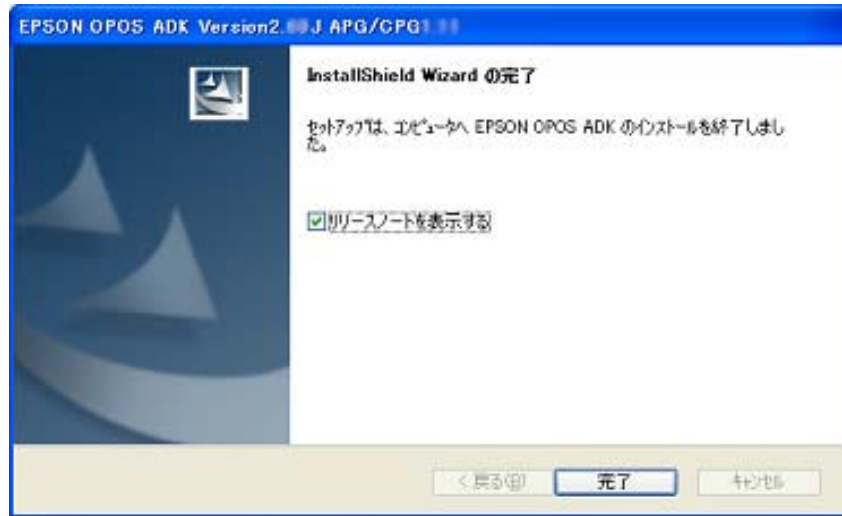 EPSON OPOS ADK Version2. J APG/CPG
InstallShield Wizard の完了
セットアップは、コンピュータへ EPSON OPOS ADK のインストールを終了しまし
た。
リリースノートを表示する
< 戻る(B)
完了
キャンセル